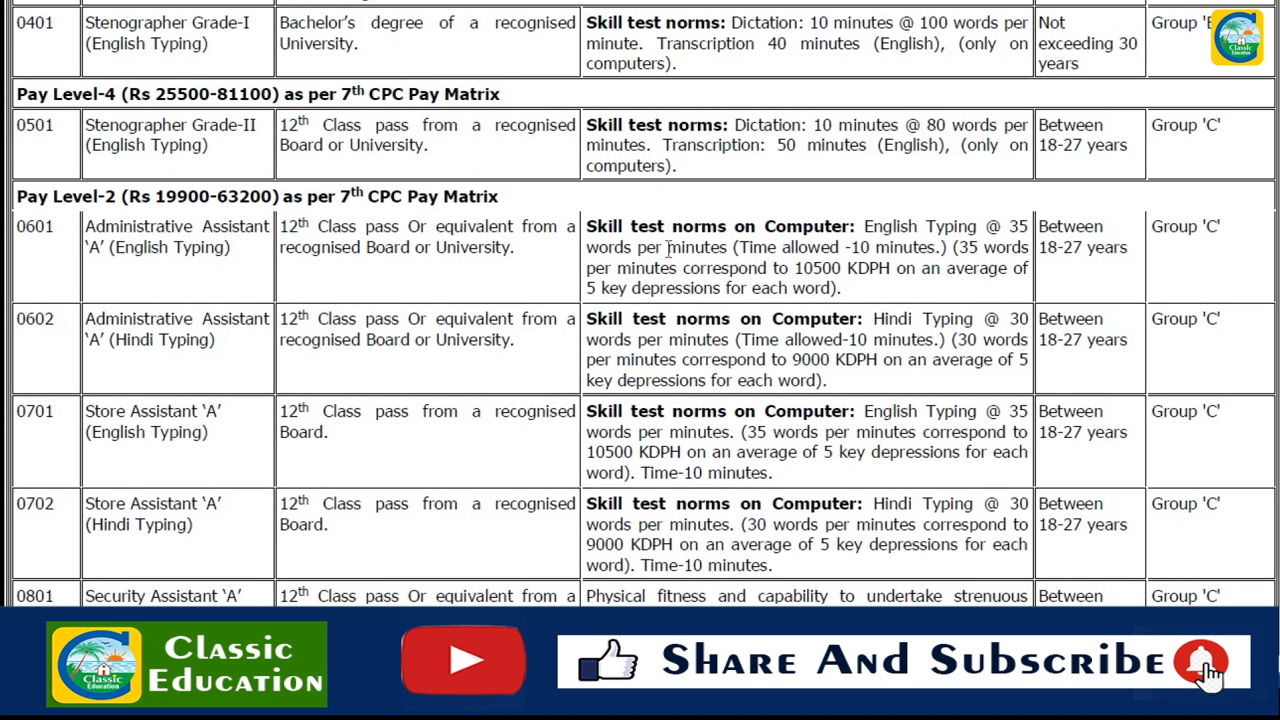 0401 Stenographer Grade-I Bachelor's degree of a recognised Skill test norms: Dictation: 10 minutes @ 100 words per Not Group
(English Typing) University. minute. Transcription 40 minutes (English), (only on exceeding 30
computers). years
Pay Level-4 (Rs 25500-81100) as per 7th CPC Pay Matrix
0501 Stenographer Grade-II 12th Class pass from a recognised Skill test norms: Dictation: 10 minutes @ 80 words per Between Group 'C'
(English Typing) Board or University. minutes. Transcription: 50 minutes (English), (only on 18-27 years
computers).
Pay Level-2 (Rs 19900-63200) as per 7th CPC Pay Matrix
0601 Administrative Assistant 12th Class pass Or equivalent from a Skill test norms on Computer: English Typing @ 35 Between Group 'C'
‘A’ (English Typing) recognised Board or University. words per minutes (Time allowed -10 minutes.) (35 words 18-27 years
per minutes correspond to 10500 KDPH on an average of
5 key depressions for each word).
0602 Administrative Assistant 12th Class pass Or equivalent from a Skill test norms on Computer: Hindi Typing @ 30 Between Group 'C'
‘A’ (Hindi Typing) recognised Board or University. words per minutes (Time allowed-10 minutes.) (30 words 18-27 years
per minutes correspond to 9000 KDPH on an average of 5
key depressions for each word).
0701 Store Assistant ‘A’ 12th Class pass from a recognised Skill test norms on Computer: English Typing @ 35 Between Group 'C'
(English Typing) Board. words per minutes. (35 words per minutes correspond to 18-27 years
10500 KDPH on an average of 5 key depressions for each
word). Time-10 minutes.
0702 Store Assistant ‘A’ 12th Class pass from a recognised Skill test norms on Computer: Hindi Typing @ 30 Between Group 'C'
(Hindi Typing) Board. words per minutes. (30 words per minutes correspond to 18-27 years
9000 KDPH on an average of 5 key depressions for each
word). Time-10 minutes.
0801 Security Assistant ‘A’ 12th Class pass Or equivalent from a Physical fitness and capability to undertake strenuous Between Group 'C'
Classic
Education
Classic
Education
Classic
Education
Share And Subscribe